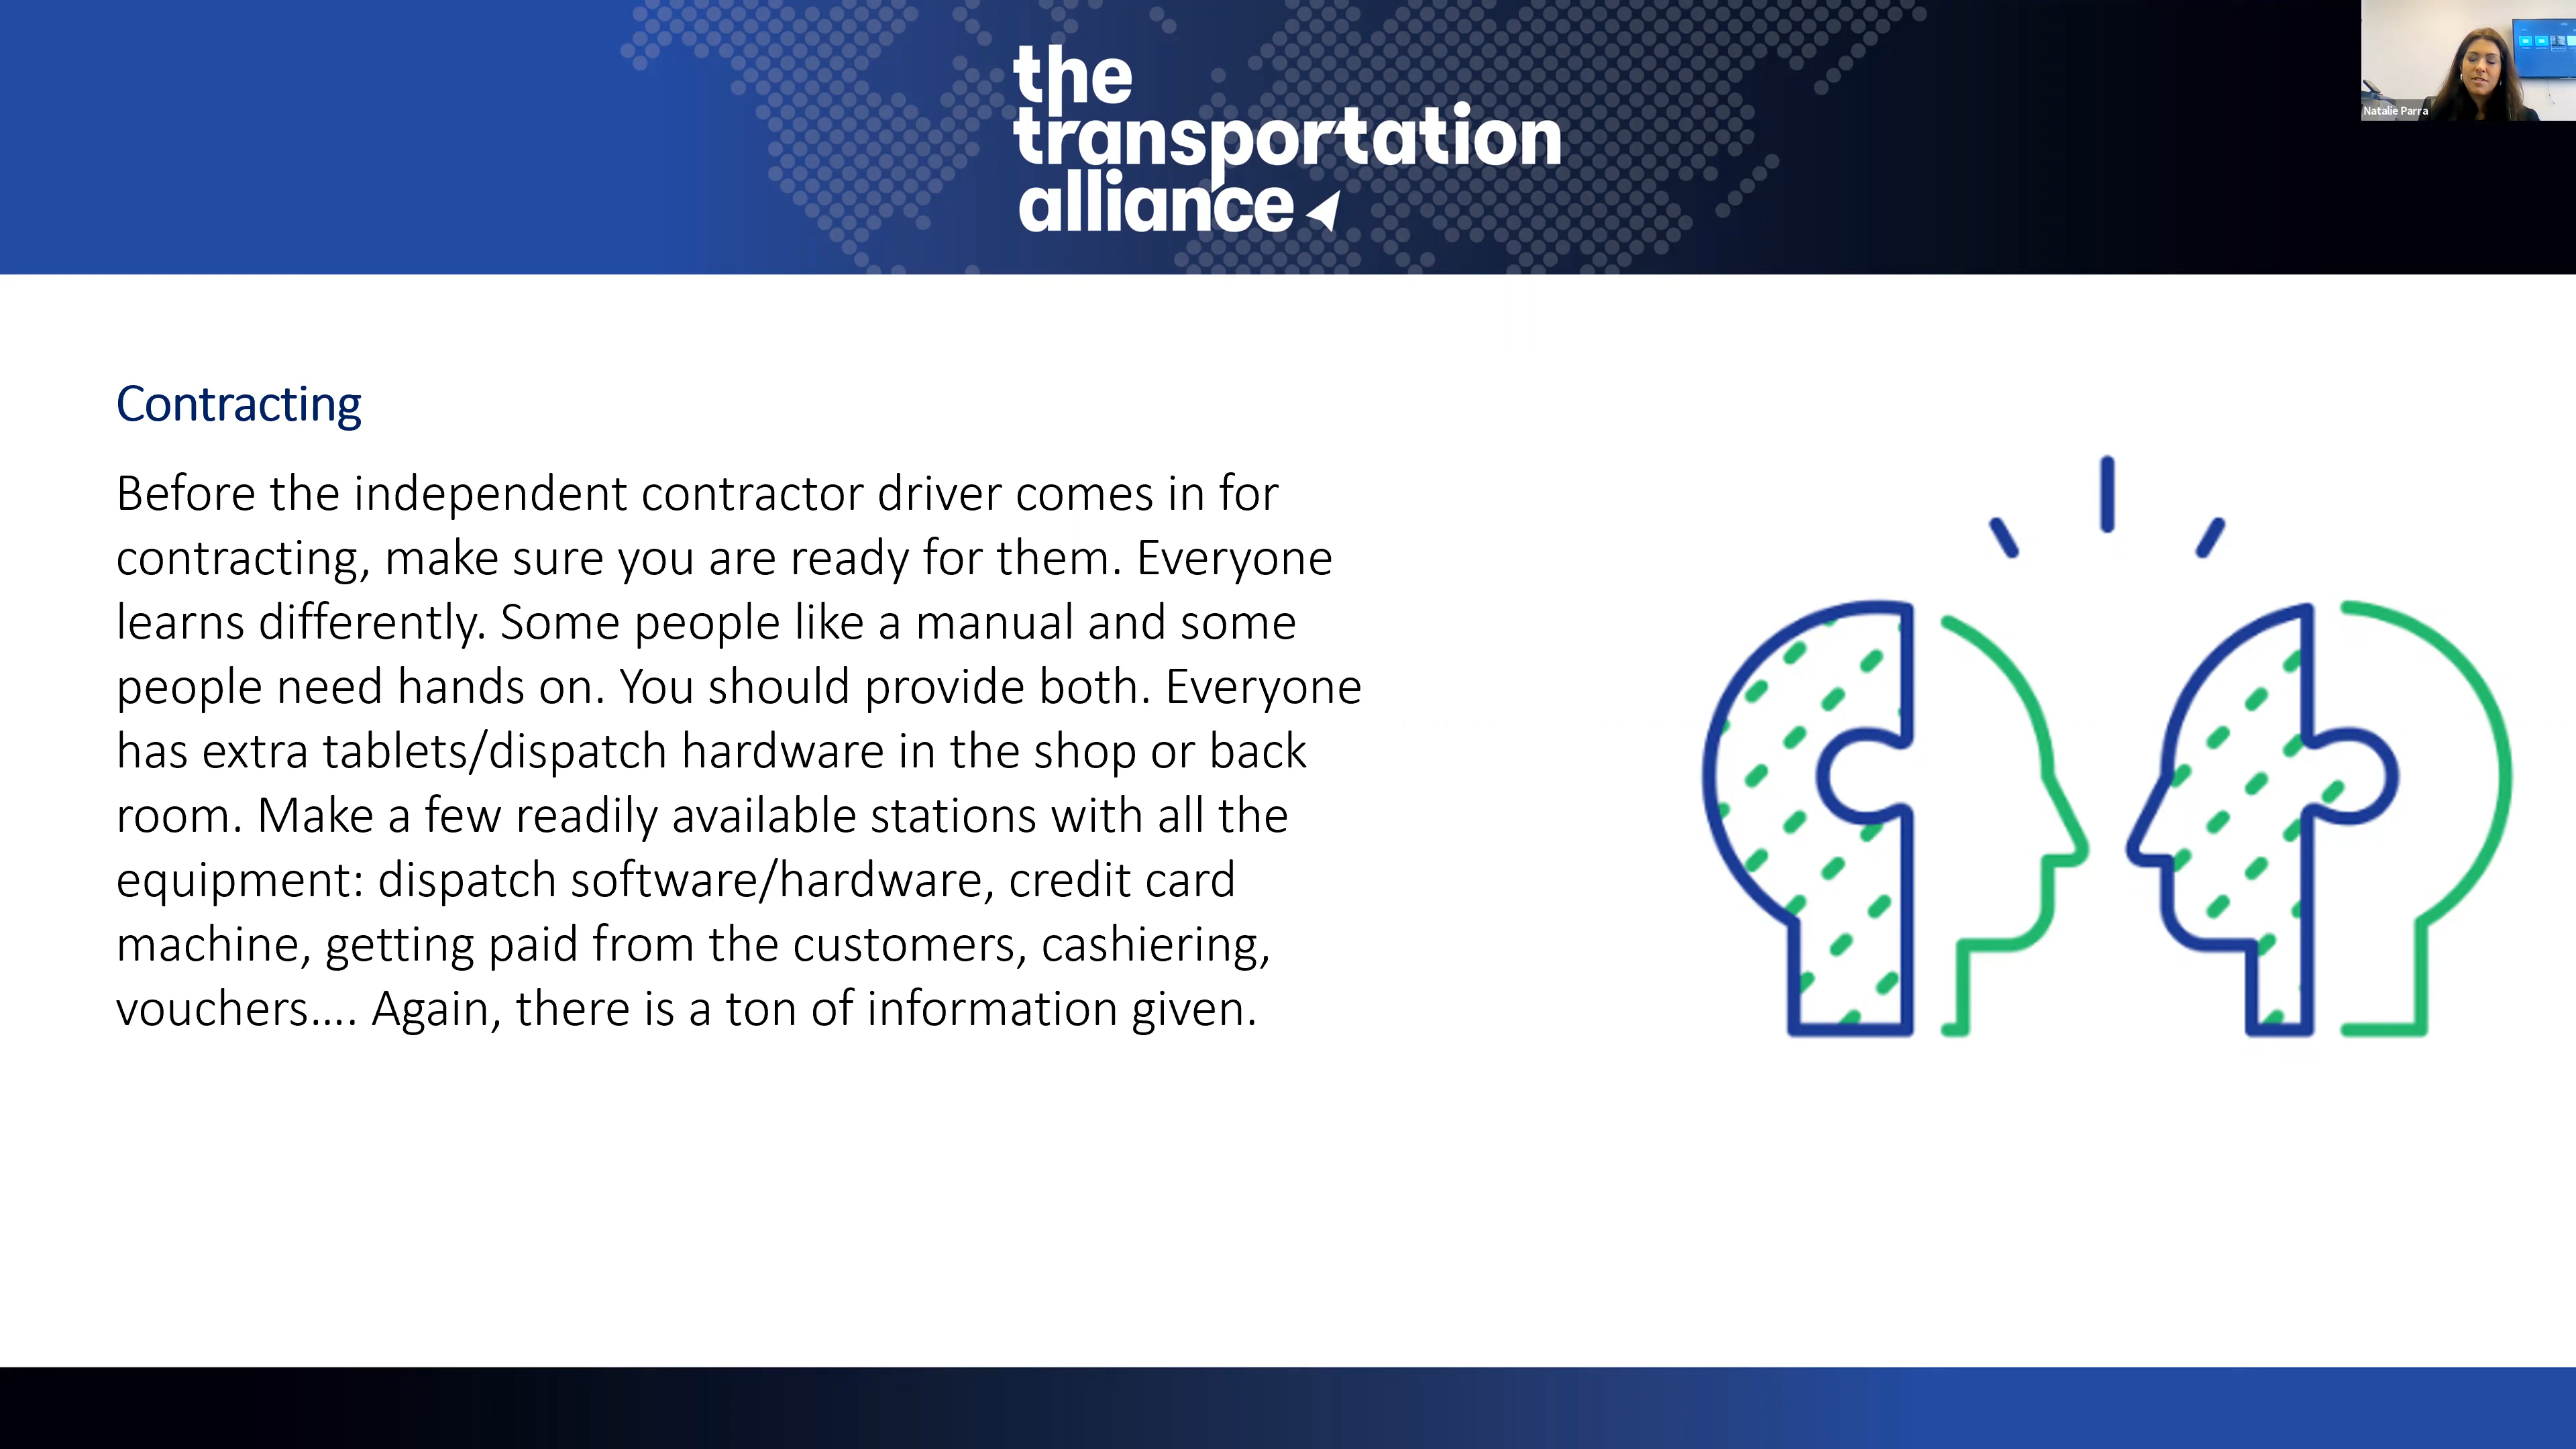 the
transportation
alliance
Natalie Parra
Contracting
Before the independent contractor driver comes in for
contracting, make sure you are ready for them. Everyone
learns differently. Some people like a manual and some
people need hands on. You should provide both. Everyone
has extra tablets/dispatch hardware in the shop or back
room. Make a few readily available stations with all the
equipment: dispatch software/hardware, credit card
machine, getting paid from the customers, cashiering,
vouchers…. Again, there is a ton of information given.